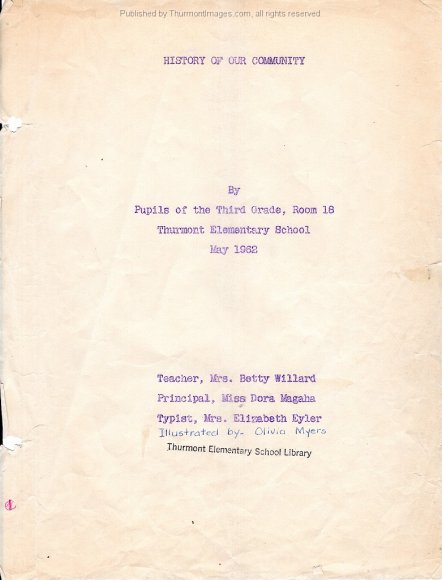 Published by ThurmontImages.com, all rights reserved
HISTORY OF OUR COMMUNITY
By
Pupils of the Third Grade, Room 18
Thurmont Elementary School
May 1962
Teacher, Mrs. Betty Willard
Principal, Miss Dora Magaha
Typist, Mrs. Elizabeth Eyler
Illustrated by- Olivia Myers
Thurmont Elementary School Library